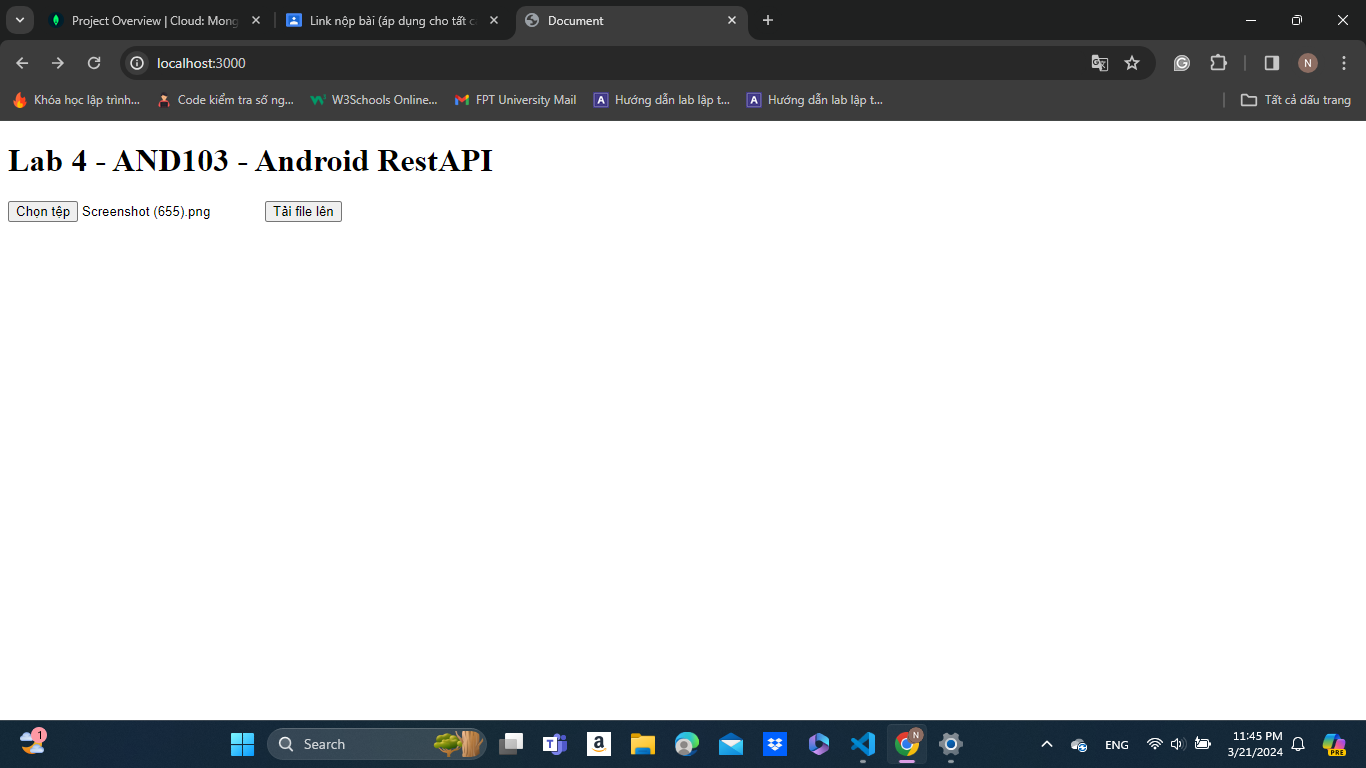 Project Overview | Cloud: Mong
Link nộp bài (áp dụng cho tất c
Document
localhost:3000
N
Khóa học lập trình...
Code kiểm tra số ng...
W3Schools Online...
FPT University Mail
A
Hướng dẫn lab lập t...
A
Hướng dẫn lab lập t...
Tất cả dấu trang
Lab 4 - AND103 - Android RestAPI
Chọn tệp Screenshot (655).png
Tải file lên
1
Search
N
ENG
11:45 PM
3/21/2024
PRE